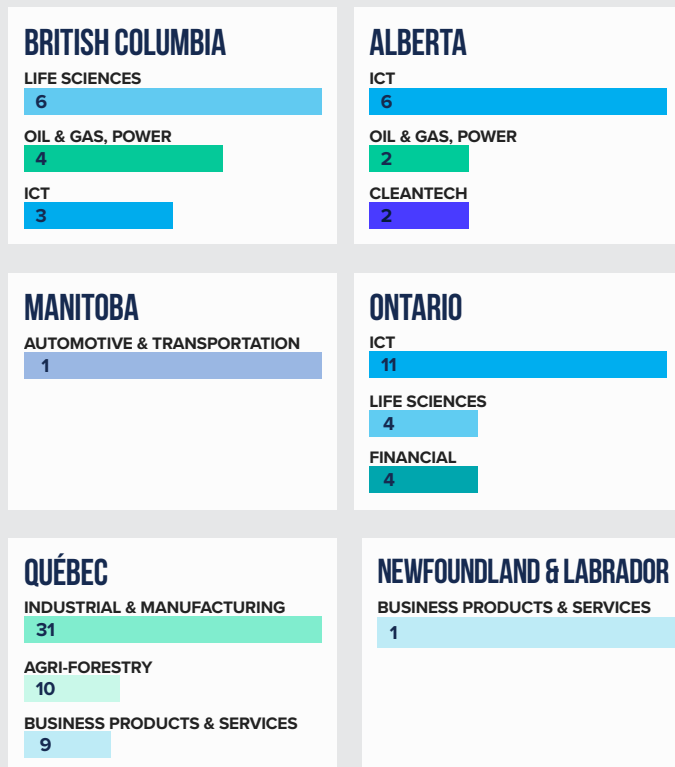 BRITISH COLUMBIA
LIFE SCIENCES
6
OIL & GAS, POWER
4
ICT
3
ALBERTA
ICT
6
OIL & GAS, POWER
2
CLEANTECH
2
MANITOBA
AUTOMOTIVE & TRANSPORTATION
1
ONTARIO
ICT
11
LIFE SCIENCES
4
FINANCIAL
4
QUÉBEC
INDUSTRIAL & MANUFACTURING
31
AGRI-FORESTRY
10
BUSINESS PRODUCTS & SERVICES
9
NEWFOUNDLAND & LABRADOR
BUSINESS PRODUCTS & SERVICES
1